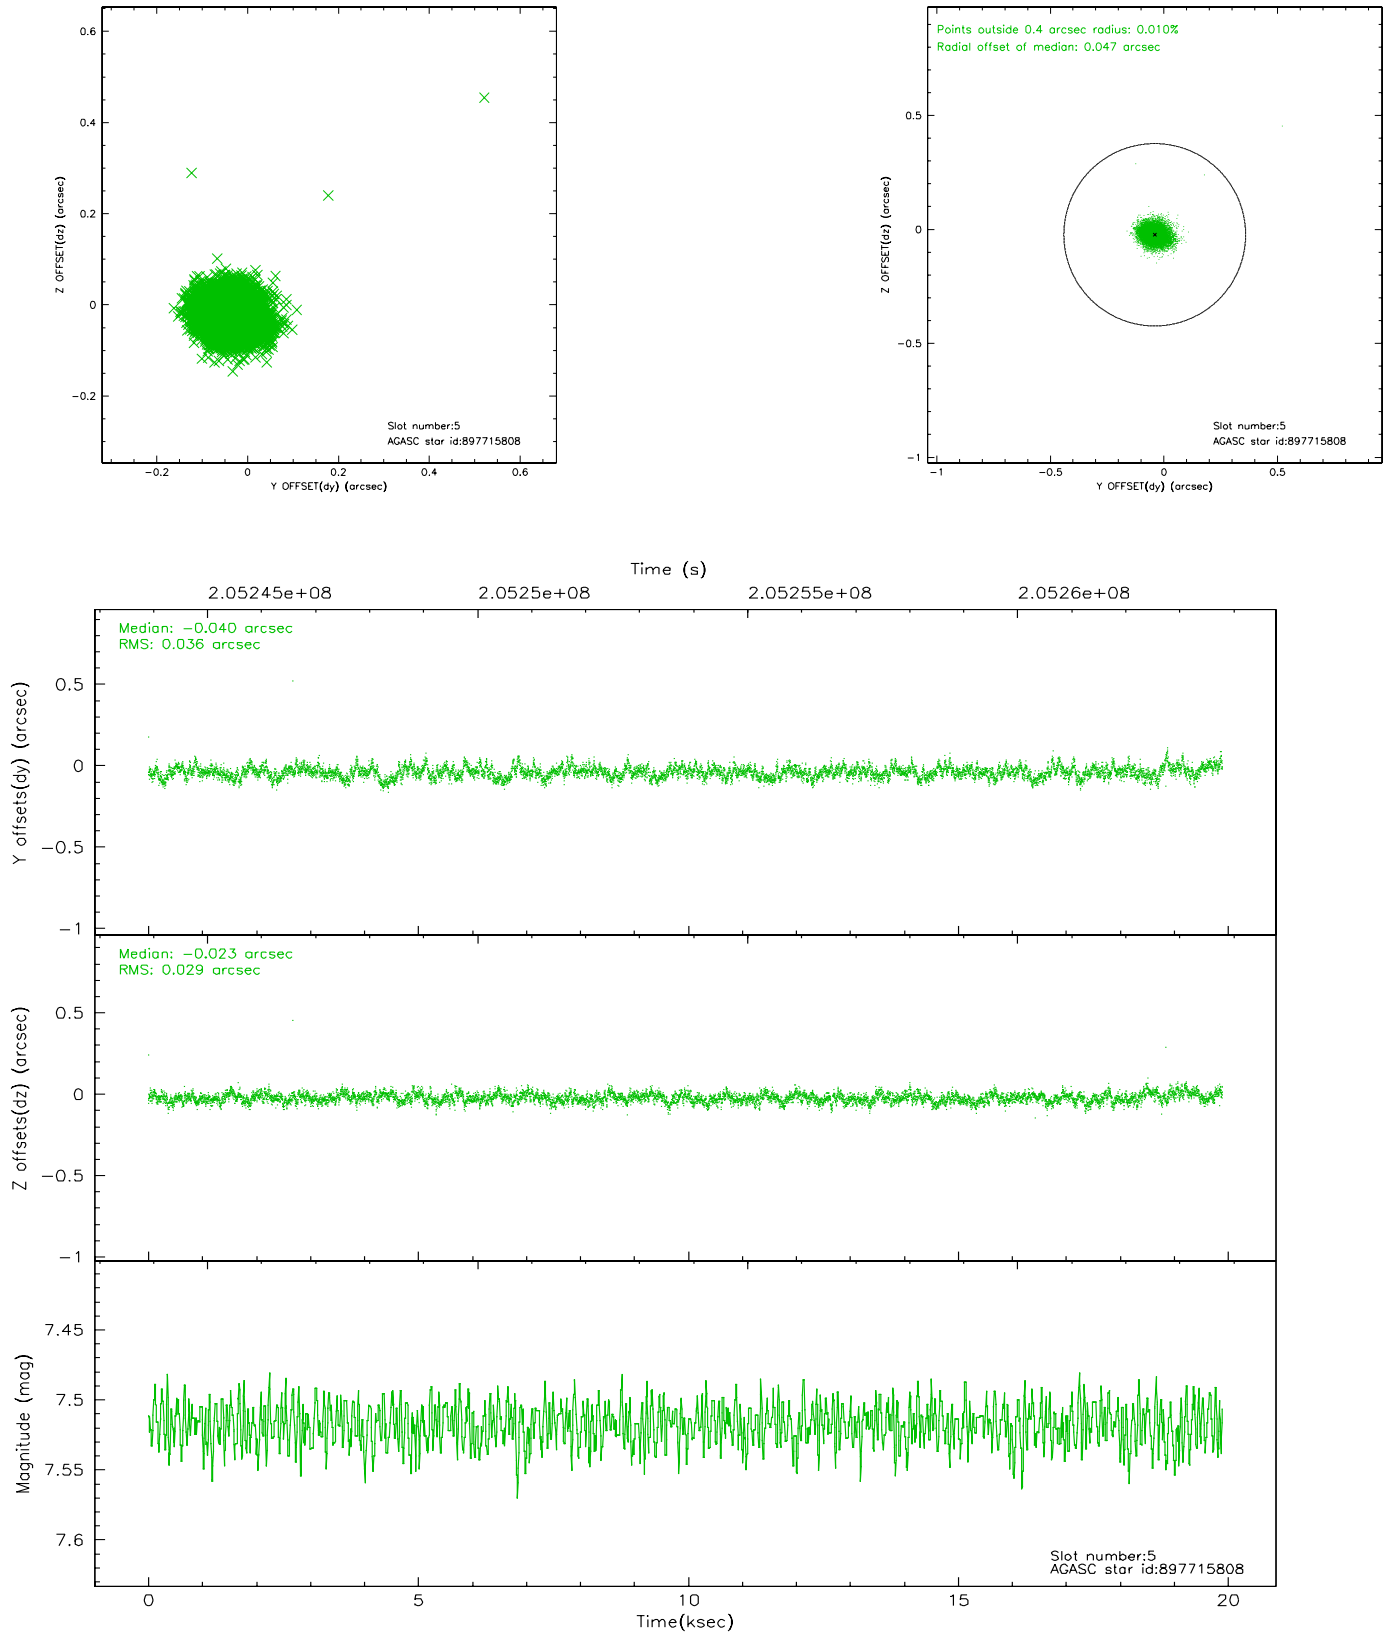 0.6
0.4
0.2
0
-0.2
Z OFFSET(dz) (arcsec)
Slot number:5
AGASC star id:897715808
-0.2 0 0.2 0.4 0.6
Y OFFSET(dy) (arcsec)
Points outside 0.4 arcsec radius: 0.010%
Radial offset of median: 0.047 arcsec
0.5
0
-0.5
-1
Z OFFSET(dz) (arcsec)
Slot number:5
AGASC star id:897715808
-1 -0.5 0 0.5
Y OFFSET(dy) (arcsec)
Time (s)
2.05245e+08 2.0525e+08 2.05255e+08 2.0526e+08
Median: -0.040 arcsec
RMS: 0.036 arcsec
0.5
0
-0.5
-1
Y offsets(dy) (arcsec)
Median: -0.023 arcsec
RMS: 0.029 arcsec
0.5
0
-0.5
-1
Z offsets(dz) (arcsec)
7.45
7.5
7.55
7.6
Magnitude (mag)
Slot number:5
AGASC star id:897715808
0 5 10 15 20
Time(ksec)